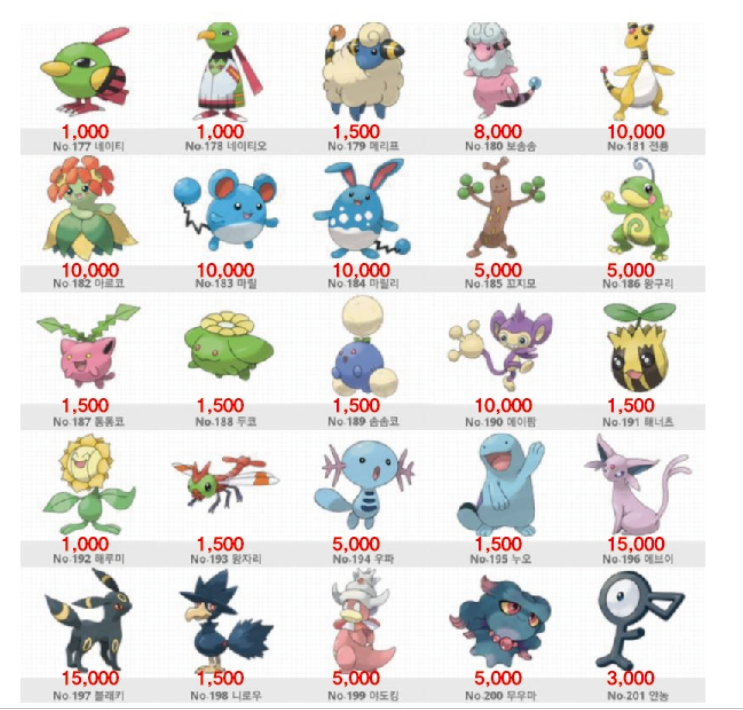 1,000 1,000 1,500 8,000 10,000
No.177 네이티 No.178 네이티오 No.179 메리프 No.180 보송송 No.181 전룡
10,000 10,000 10,000 5,000 5,000
No.182 아르코 No.183 마릴 No.184 마릴리 No.185 꼬지모 No.186 왕구리
1,500 1,500 1,500 10,000 1,500
No.187 통통코 No.188 두코 No.189 솜솜코 No.190 에이팜 No.191 해너츠
1,000 1,500 5,000 1,500 15,000
No.192 해루미 No.193 왕자리 No.194 우파 No.195 누오 No.196 에브이
15,000 1,500 5,000 5,000 3,000
No.197 블래키 No.198 니로우 No.199 야도킹 No.200 무우마 No.201 안농